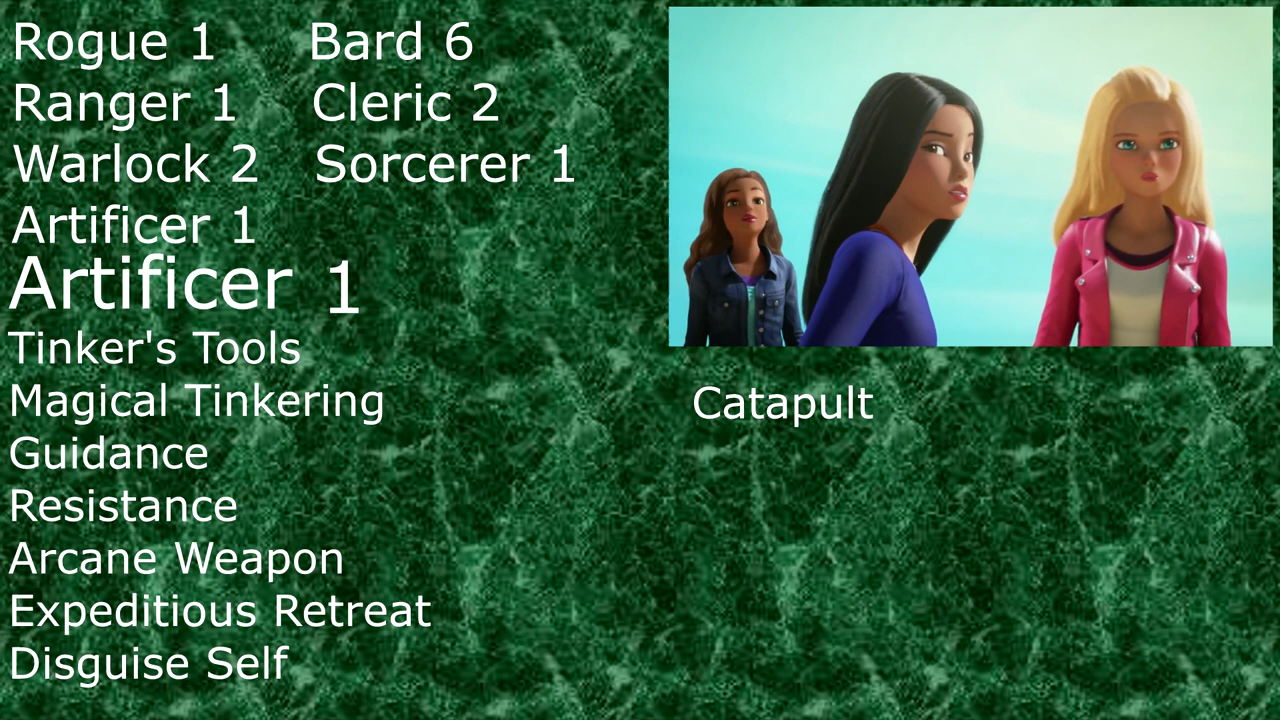 Rogue 1 Bard 6
Ranger 1 Cleric 2
Warlock 2 Sorcerer 1
Artificer 1
Artificer 1
Tinker's Tools
Magical Tinkering
Guidance
Resistance
Arcane Weapon
Expeditious Retreat
Disguise Self
Catapult